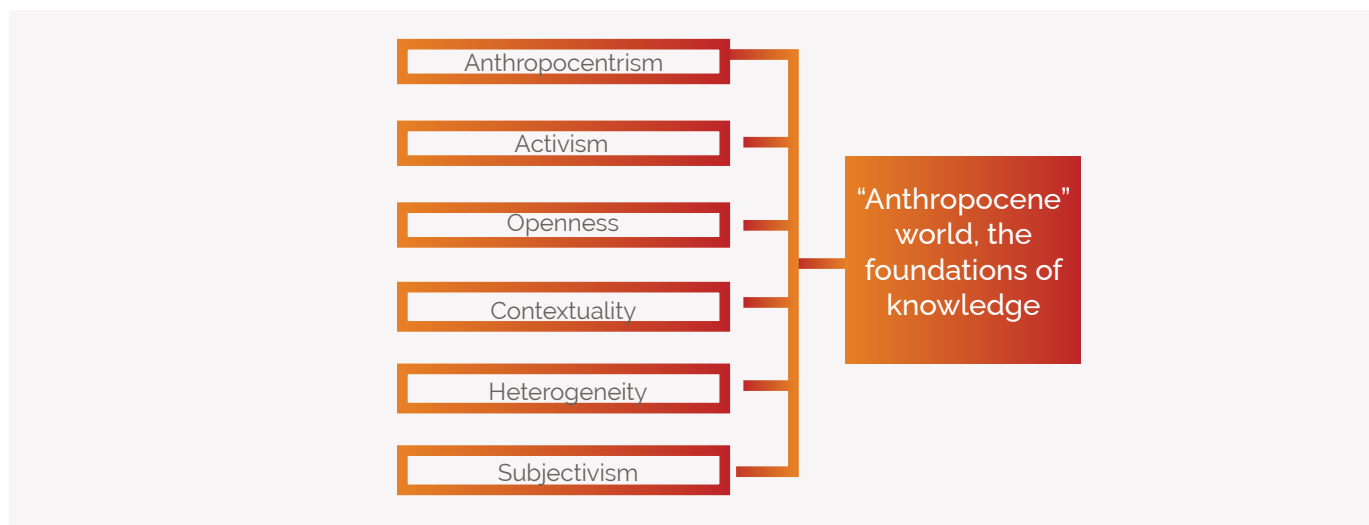 Anthropocentrism
Activism
Openness
Contextuality
Heterogeneity
Subjectivism
“Anthropocene”
world, the
foundations of
knowledge